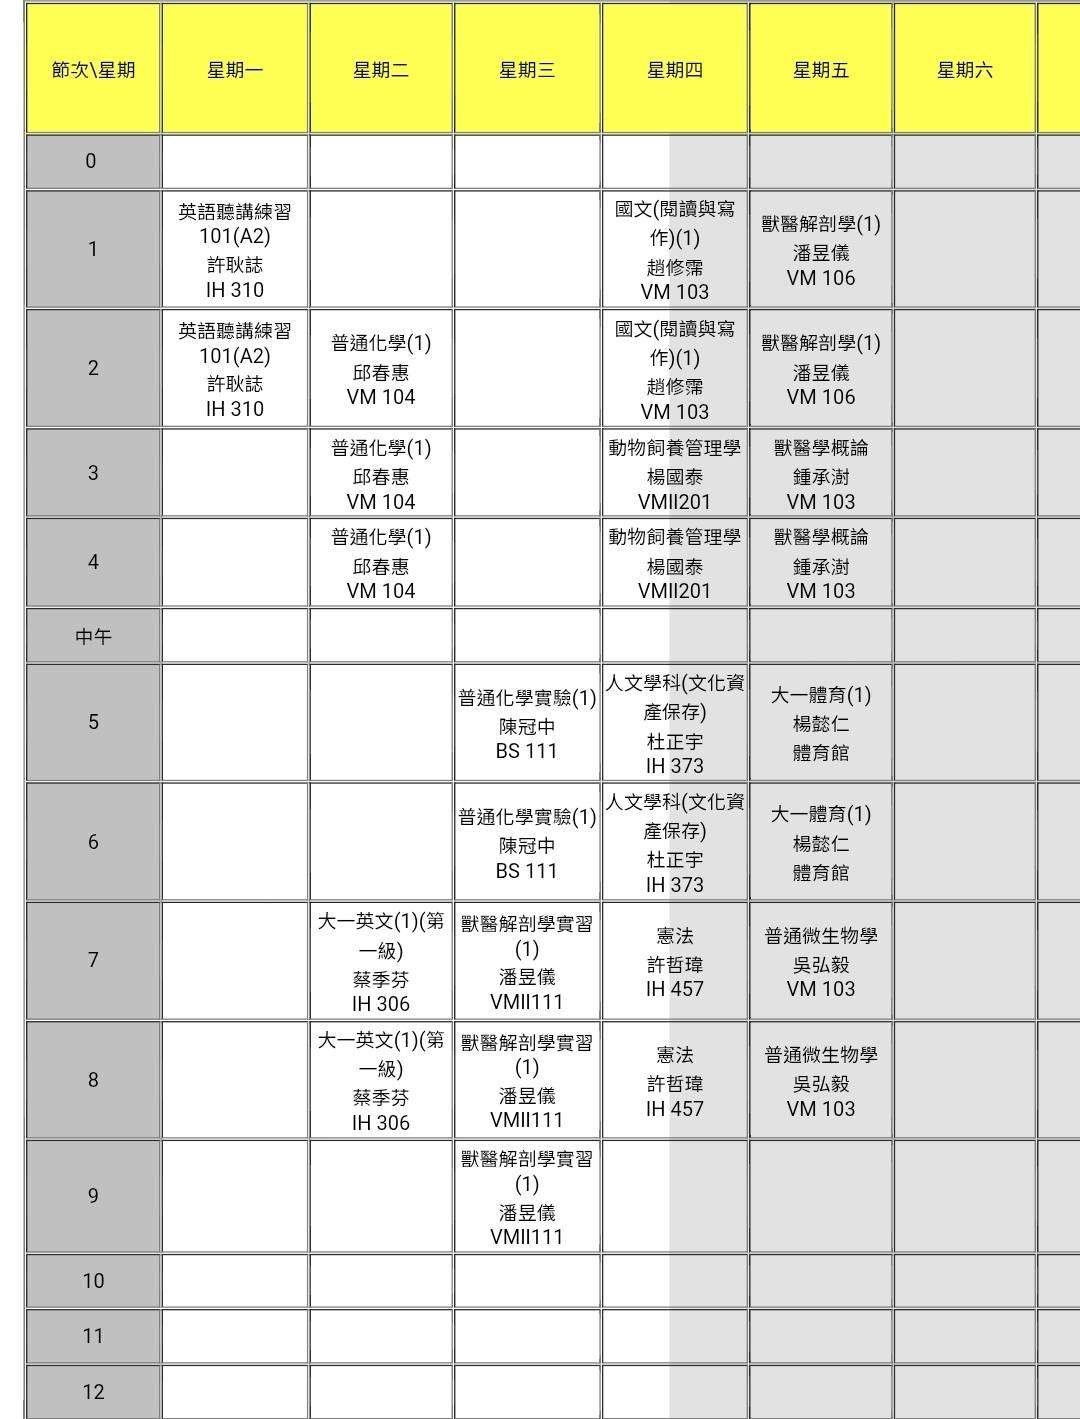 節次\星期 星期一 星期二 星期三 星期四 星期五 星期六
0
1
英語聽講練習
101(A2)
許耿誌
IH 310
國文(閱讀與寫
作)(1)
趙修霈
VM 103
獸醫解剖學(1)
潘昱儀
VM 106
2
英語聽講練習
101(A2)
許耿誌
IH 310
普通化學(1)
邱春惠
VM 104
國文(閱讀與寫
作)(1)
趙修霈
VM 103
獸醫解剖學(1)
潘昱儀
VM 106
3
普通化學(1)
邱春惠
VM 104
動物飼養管理學
楊國泰
VMII201
獸醫學概論
鍾承澍
VM 103
4
普通化學(1)
邱春惠
VM 104
動物飼養管理學
楊國泰
VMII201
獸醫學概論
鍾承澍
VM 103
中午
5
普通化學實驗(1)
陳冠中
BS 111
人文學科(文化資
產保存)
杜正宇
IH 373
大一體育(1)
楊懿仁
體育館
6
普通化學實驗(1)
陳冠中
BS 111
人文學科(文化資
產保存)
杜正宇
IH 373
大一體育(1)
楊懿仁
體育館
7
大一英文(1)(第
一級)
蔡季芬
IH 306
獸醫解剖學實習
(1)
潘昱儀
VMII111
憲法
許哲瑋
IH 457
普通微生物學
吳弘毅
VM 103
8
大一英文(1)(第
一級)
蔡季芬
IH 306
獸醫解剖學實習
(1)
潘昱儀
VMII111
憲法
許哲瑋
IH 457
普通微生物學
吳弘毅
VM 103
9
獸醫解剖學實習
(1)
潘昱儀
VMII111
10
11
12